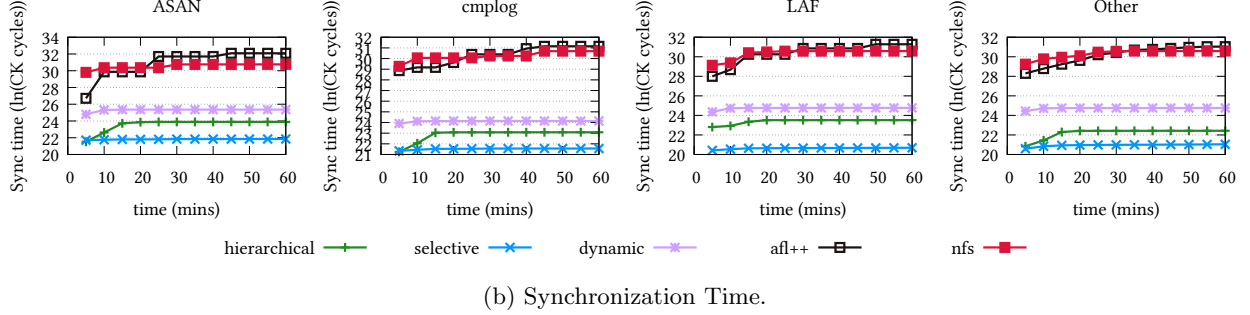 ASAN
cmplog
LAF
Other
Sync time (ln(CK cycles))
34
32
30
28
26
24
22
20
0 10 20 30 40 50 60
time (mins)
Sync time (ln(CK cycles))
32
31
30
29
28
27
26
25
24
23
22
21
0 10 20 30 40 50 60
time (mins)
Sync time (ln(CK cycles))
32
30
28
26
24
22
20
0 10 20 30 40 50 60
time (mins)
Sync time (ln(CK cycles))
32
30
28
26
24
22
20
0 10 20 30 40 50 60
time (mins)
hierarchical selective dynamic afl++ nfs
(b) Synchronization Time.